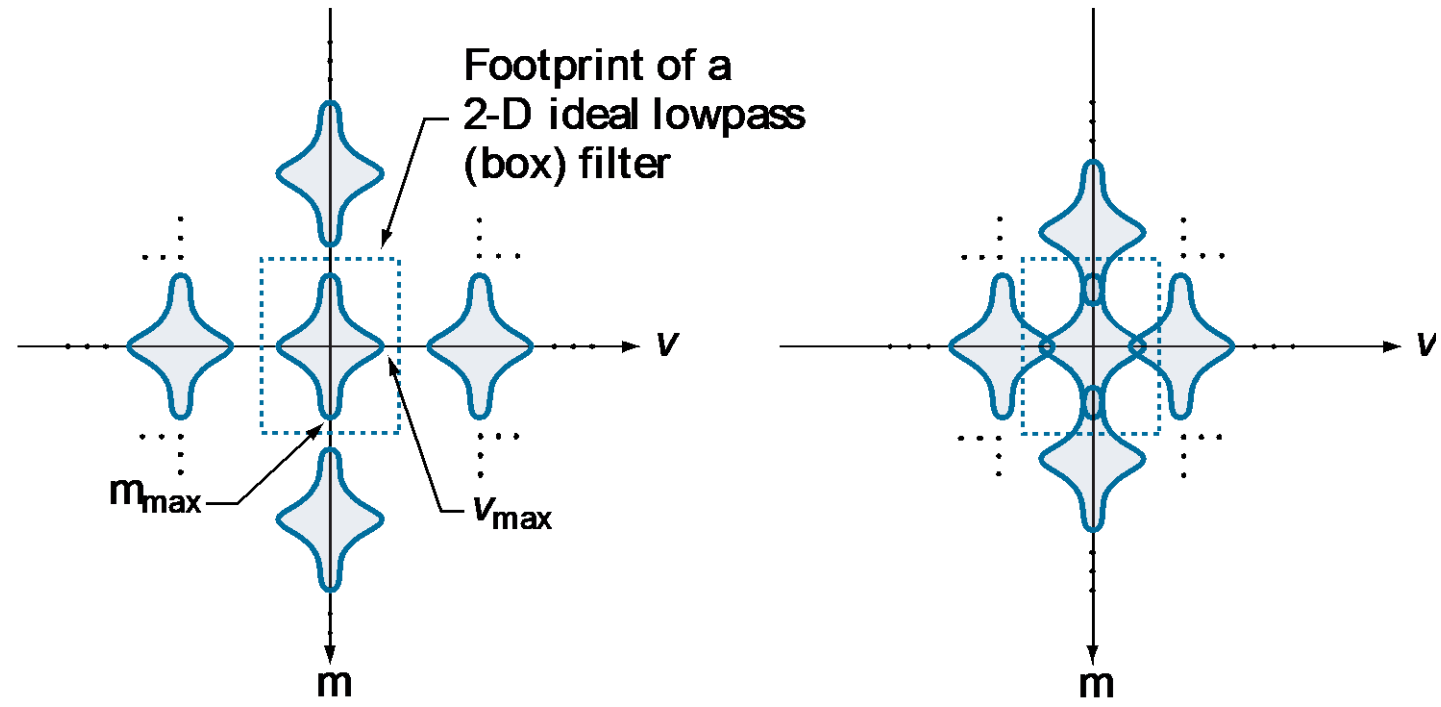 Footprint of a
2-D ideal lowpass
(box) filter
v
v
m_max
v_max
m
m